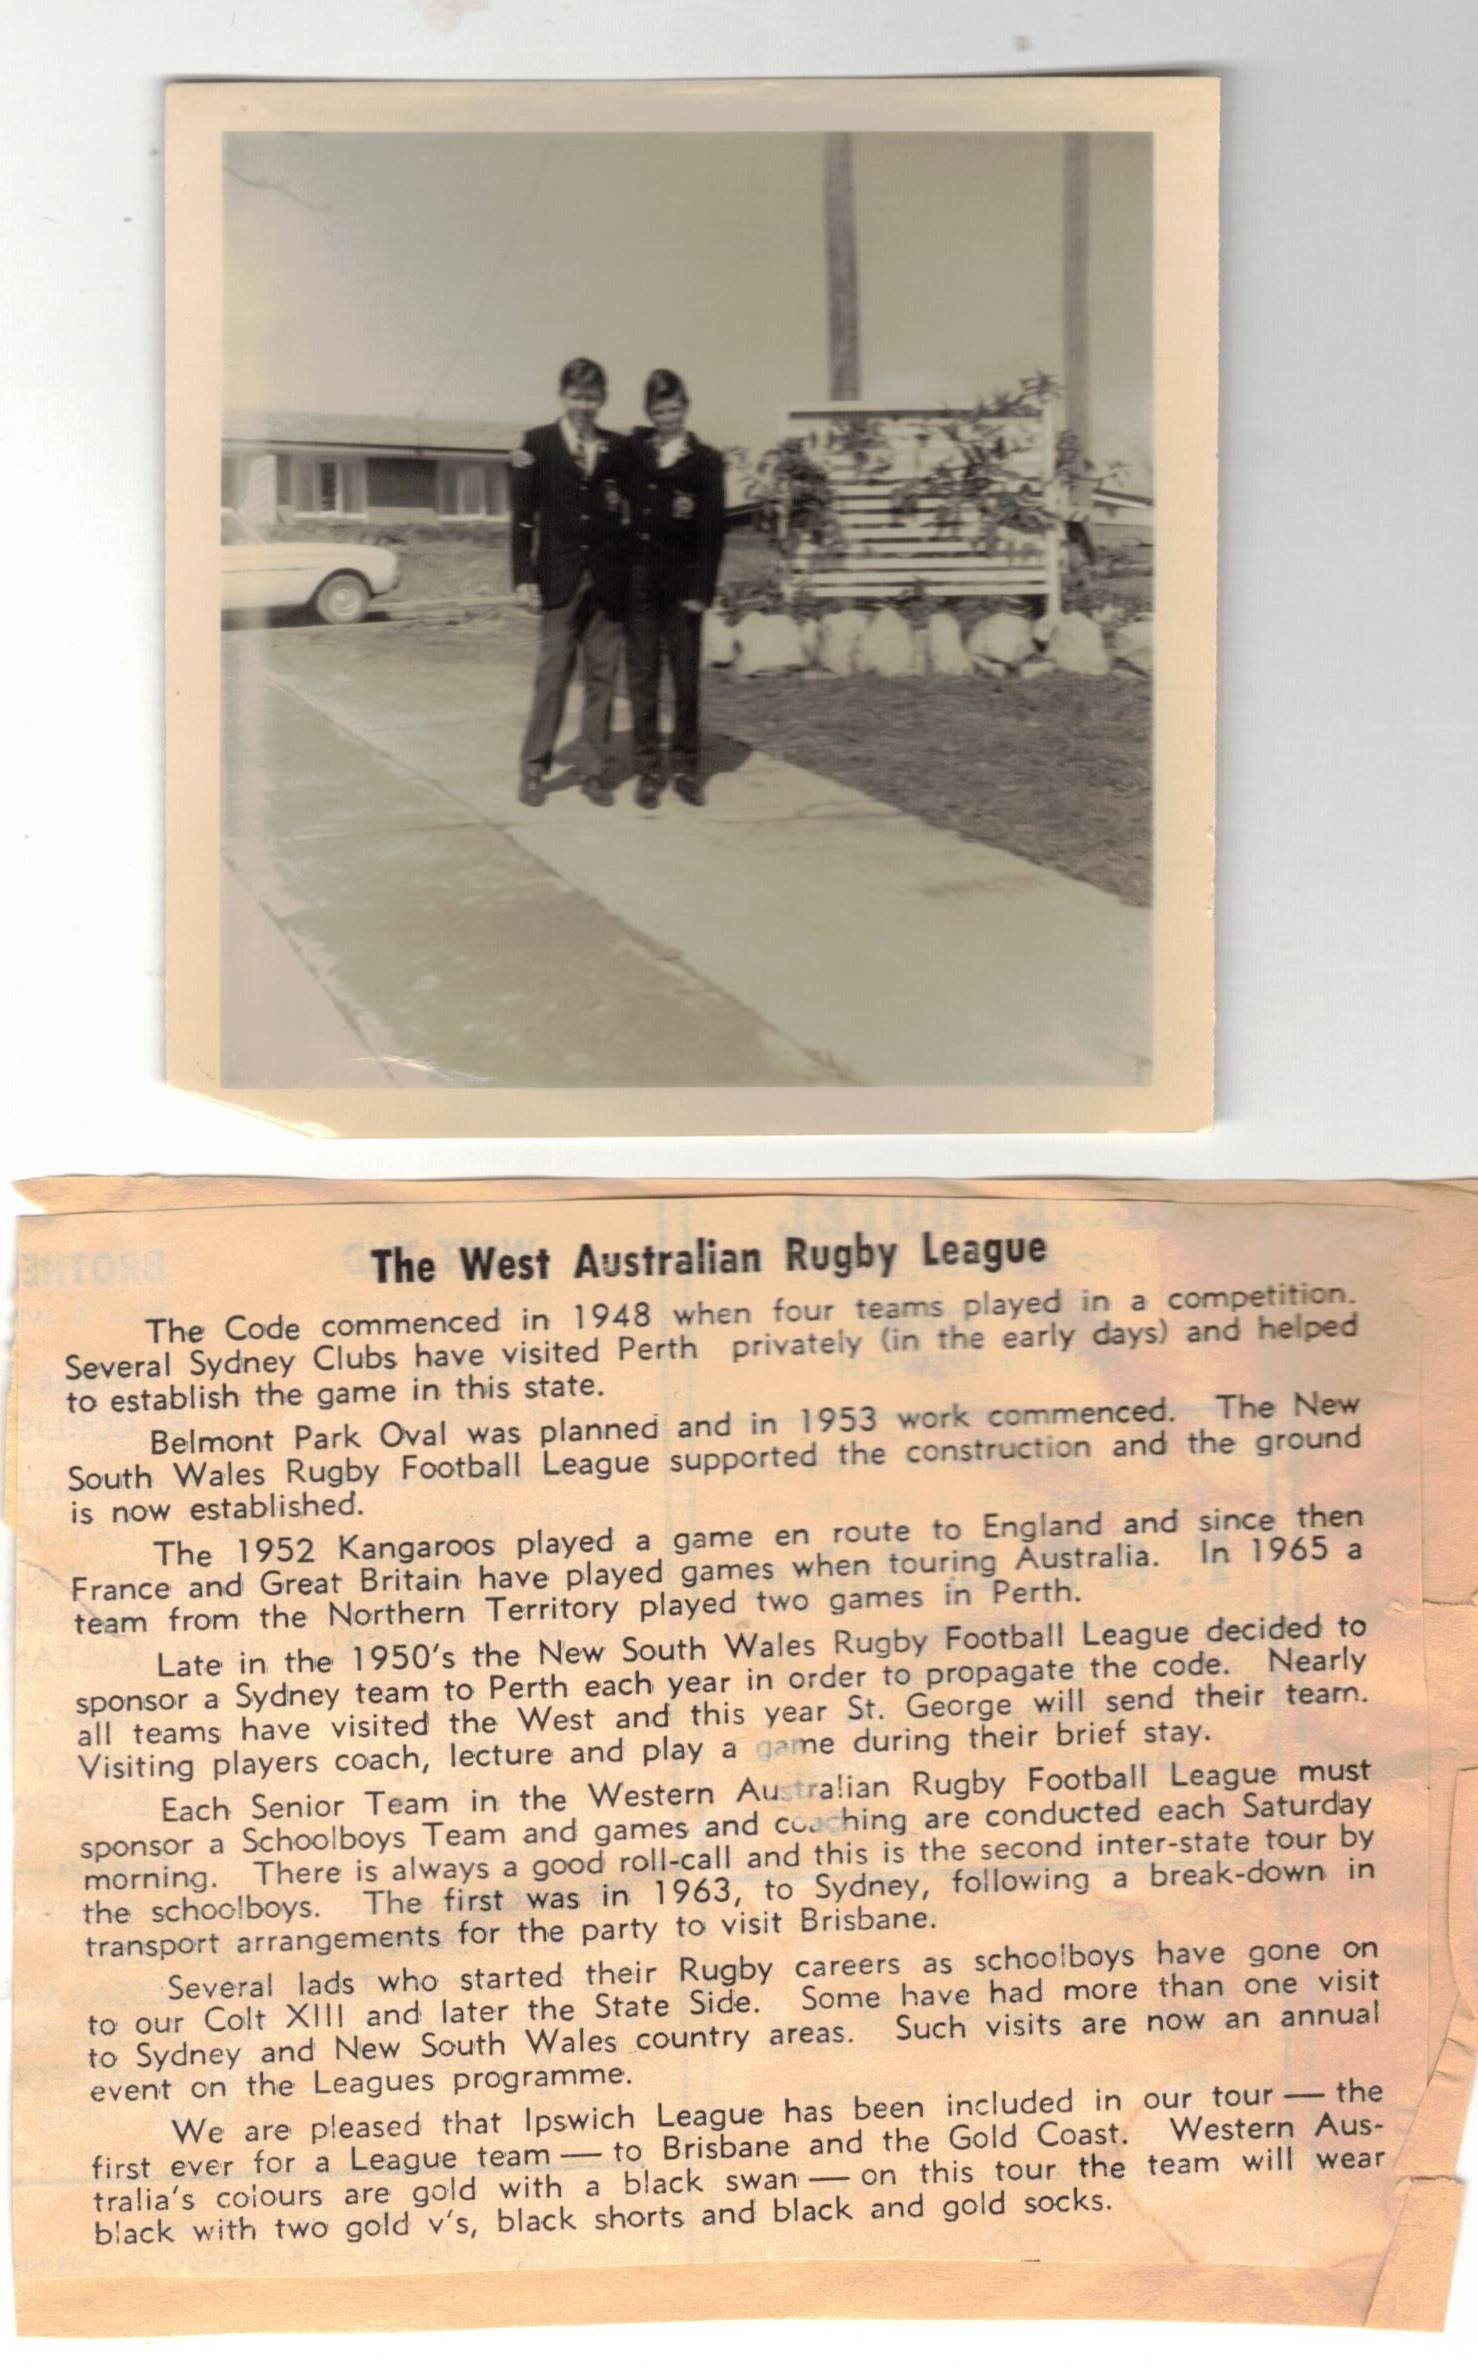 The West Australian Rugby League
The Code commenced in 1948 when four teams played in a competition.
Several Sydney Clubs have visited Perth privately (in the early days) and helped
to establish the game in this state.
Belmont Park Oval was planned and in 1953 work commenced. The New
South Wales Rugby Football League supported the construction and the ground
is now established.
The 1952 Kangaroos played a game en route to England and since then
France and Great Britain have played games when touring Australia. In 1965 a
team from the Northern Territory played two games in Perth.
Late in the 1950's the New South Wales Rugby Football League decided to
sponsor a Sydney team to Perth each year in order to propagate the code. Nearly
all teams have visited the West and this year St. George will send their team.
Visiting players coach, lecture and play a game during their brief stay.
Each Senior Team in the Western Australian Rugby Football League must
sponsor a Schoolboys Team and games and coaching are conducted each Saturday
morning. There is always a good roll-call and this is the second inter-state tour by
the schoolboys. The first was in 1963, to Sydney, following a break-down in
transport arrangements for the party to visit Brisbane.
Several lads who started their Rugby careers as schoolboys have gone on
to our Colt XIII and later the State Side. Some have had more than one visit
to Sydney and New South Wales country areas. Such visits are now an annual
event on the Leagues programme.
We are pleased that Ipswich League has been included in our tour — the
first ever for a League team — to Brisbane and the Gold Coast. Western Aus-
tralia's colours are gold with a black swan — on this tour the team will wear
black with two gold v's, black shorts and black and gold socks.